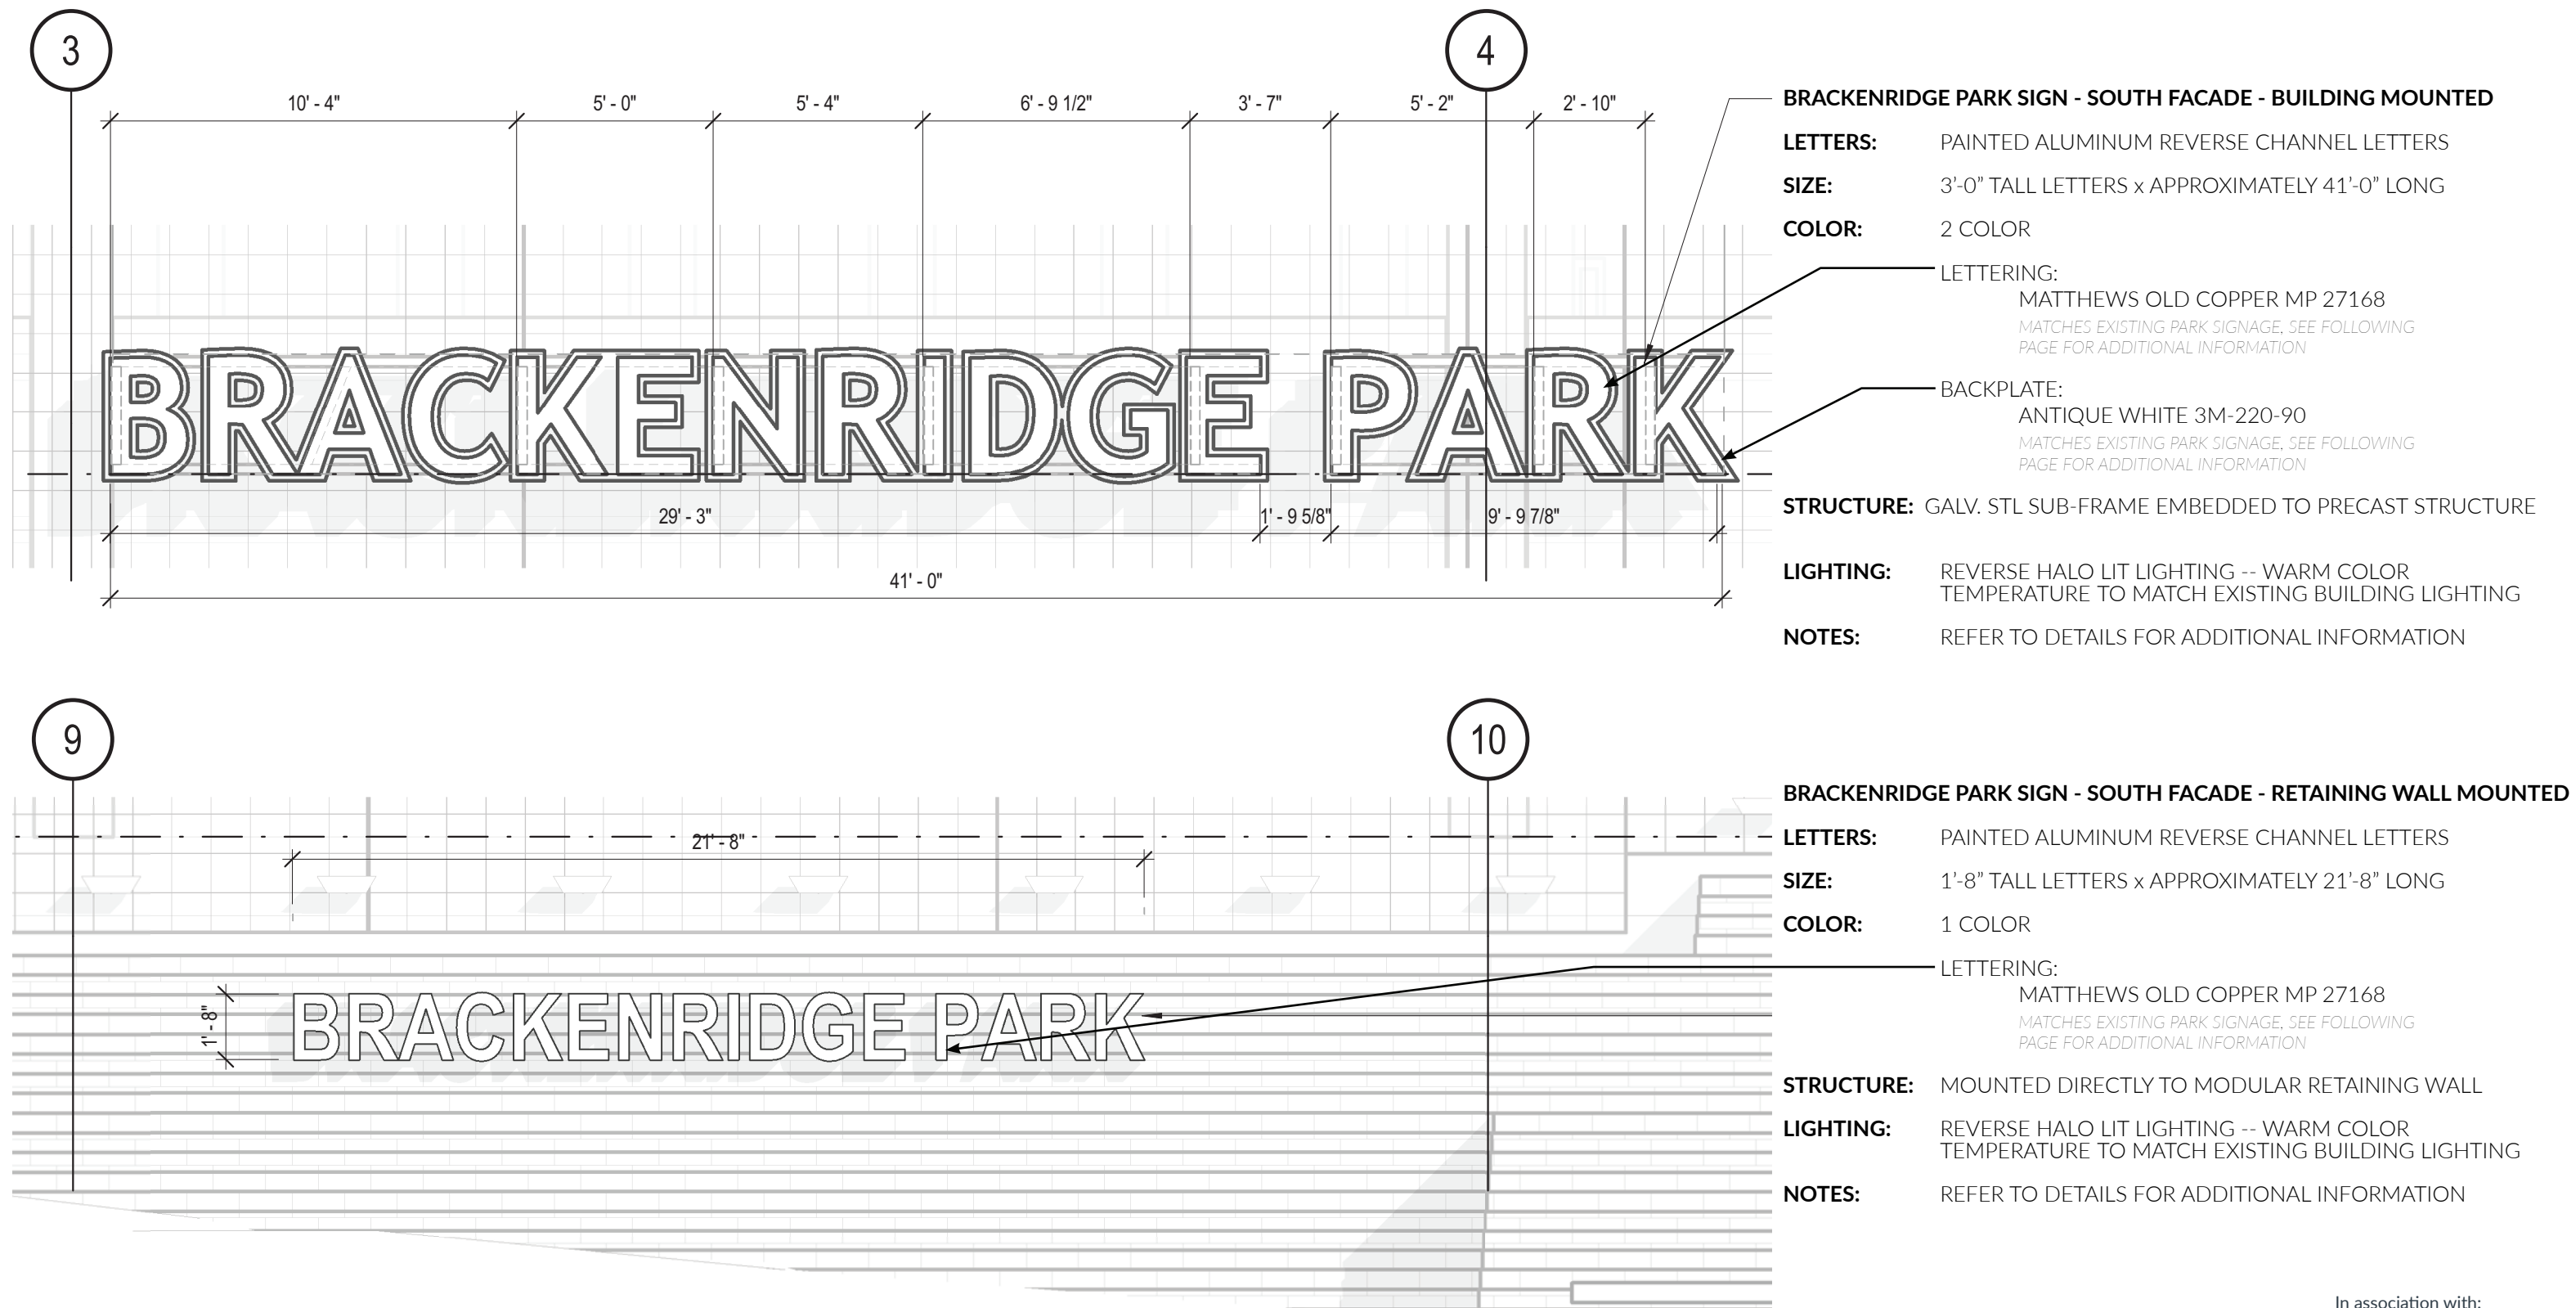 3
4
10' - 4"
5' - 0"
5' - 4"
6' - 9 1/2"
3' - 7"
5' - 2"
2' - 10"
BRACKENRIDGE PARK
29' - 3"
1' - 9 5/8"
9' - 9 7/8"
41' - 0"
BRACKENRIDGE PARK SIGN - SOUTH FACADE - BUILDING MOUNTED
LETTERS: PAINTED ALUMINUM REVERSE CHANNEL LETTERS
SIZE: 3’-0” TALL LETTERS x APPROXIMATELY 41’-0” LONG
COLOR: 2 COLOR
LETTERING:
MATTHEWS OLD COPPER MP 27168
MATCHES EXISTING PARK SIGNAGE, SEE FOLLOWING
PAGE FOR ADDITIONAL INFORMATION
BACKPLATE:
ANTIQUE WHITE 3M-220-90
MATCHES EXISTING PARK SIGNAGE, SEE FOLLOWING
PAGE FOR ADDITIONAL INFORMATION
STRUCTURE: GALV. STL SUB-FRAME EMBEDDED TO PRECAST STRUCTURE
LIGHTING: REVERSE HALO LIT LIGHTING -- WARM COLOR
TEMPERATURE TO MATCH EXISTING BUILDING LIGHTING
NOTES: REFER TO DETAILS FOR ADDITIONAL INFORMATION
9
10
21' - 8"
1' - 8"
BRACKENRIDGE PARK
BRACKENRIDGE PARK SIGN - SOUTH FACADE - RETAINING WALL MOUNTED
LETTERS: PAINTED ALUMINUM REVERSE CHANNEL LETTERS
SIZE: 1’-8” TALL LETTERS x APPROXIMATELY 21’-8” LONG
COLOR: 1 COLOR
LETTERING:
MATTHEWS OLD COPPER MP 27168
MATCHES EXISTING PARK SIGNAGE, SEE FOLLOWING
PAGE FOR ADDITIONAL INFORMATION
STRUCTURE: MOUNTED DIRECTLY TO MODULAR RETAINING WALL
LIGHTING: REVERSE HALO LIT LIGHTING -- WARM COLOR
TEMPERATURE TO MATCH EXISTING BUILDING LIGHTING
NOTES: REFER TO DETAILS FOR ADDITIONAL INFORMATION
In association with: